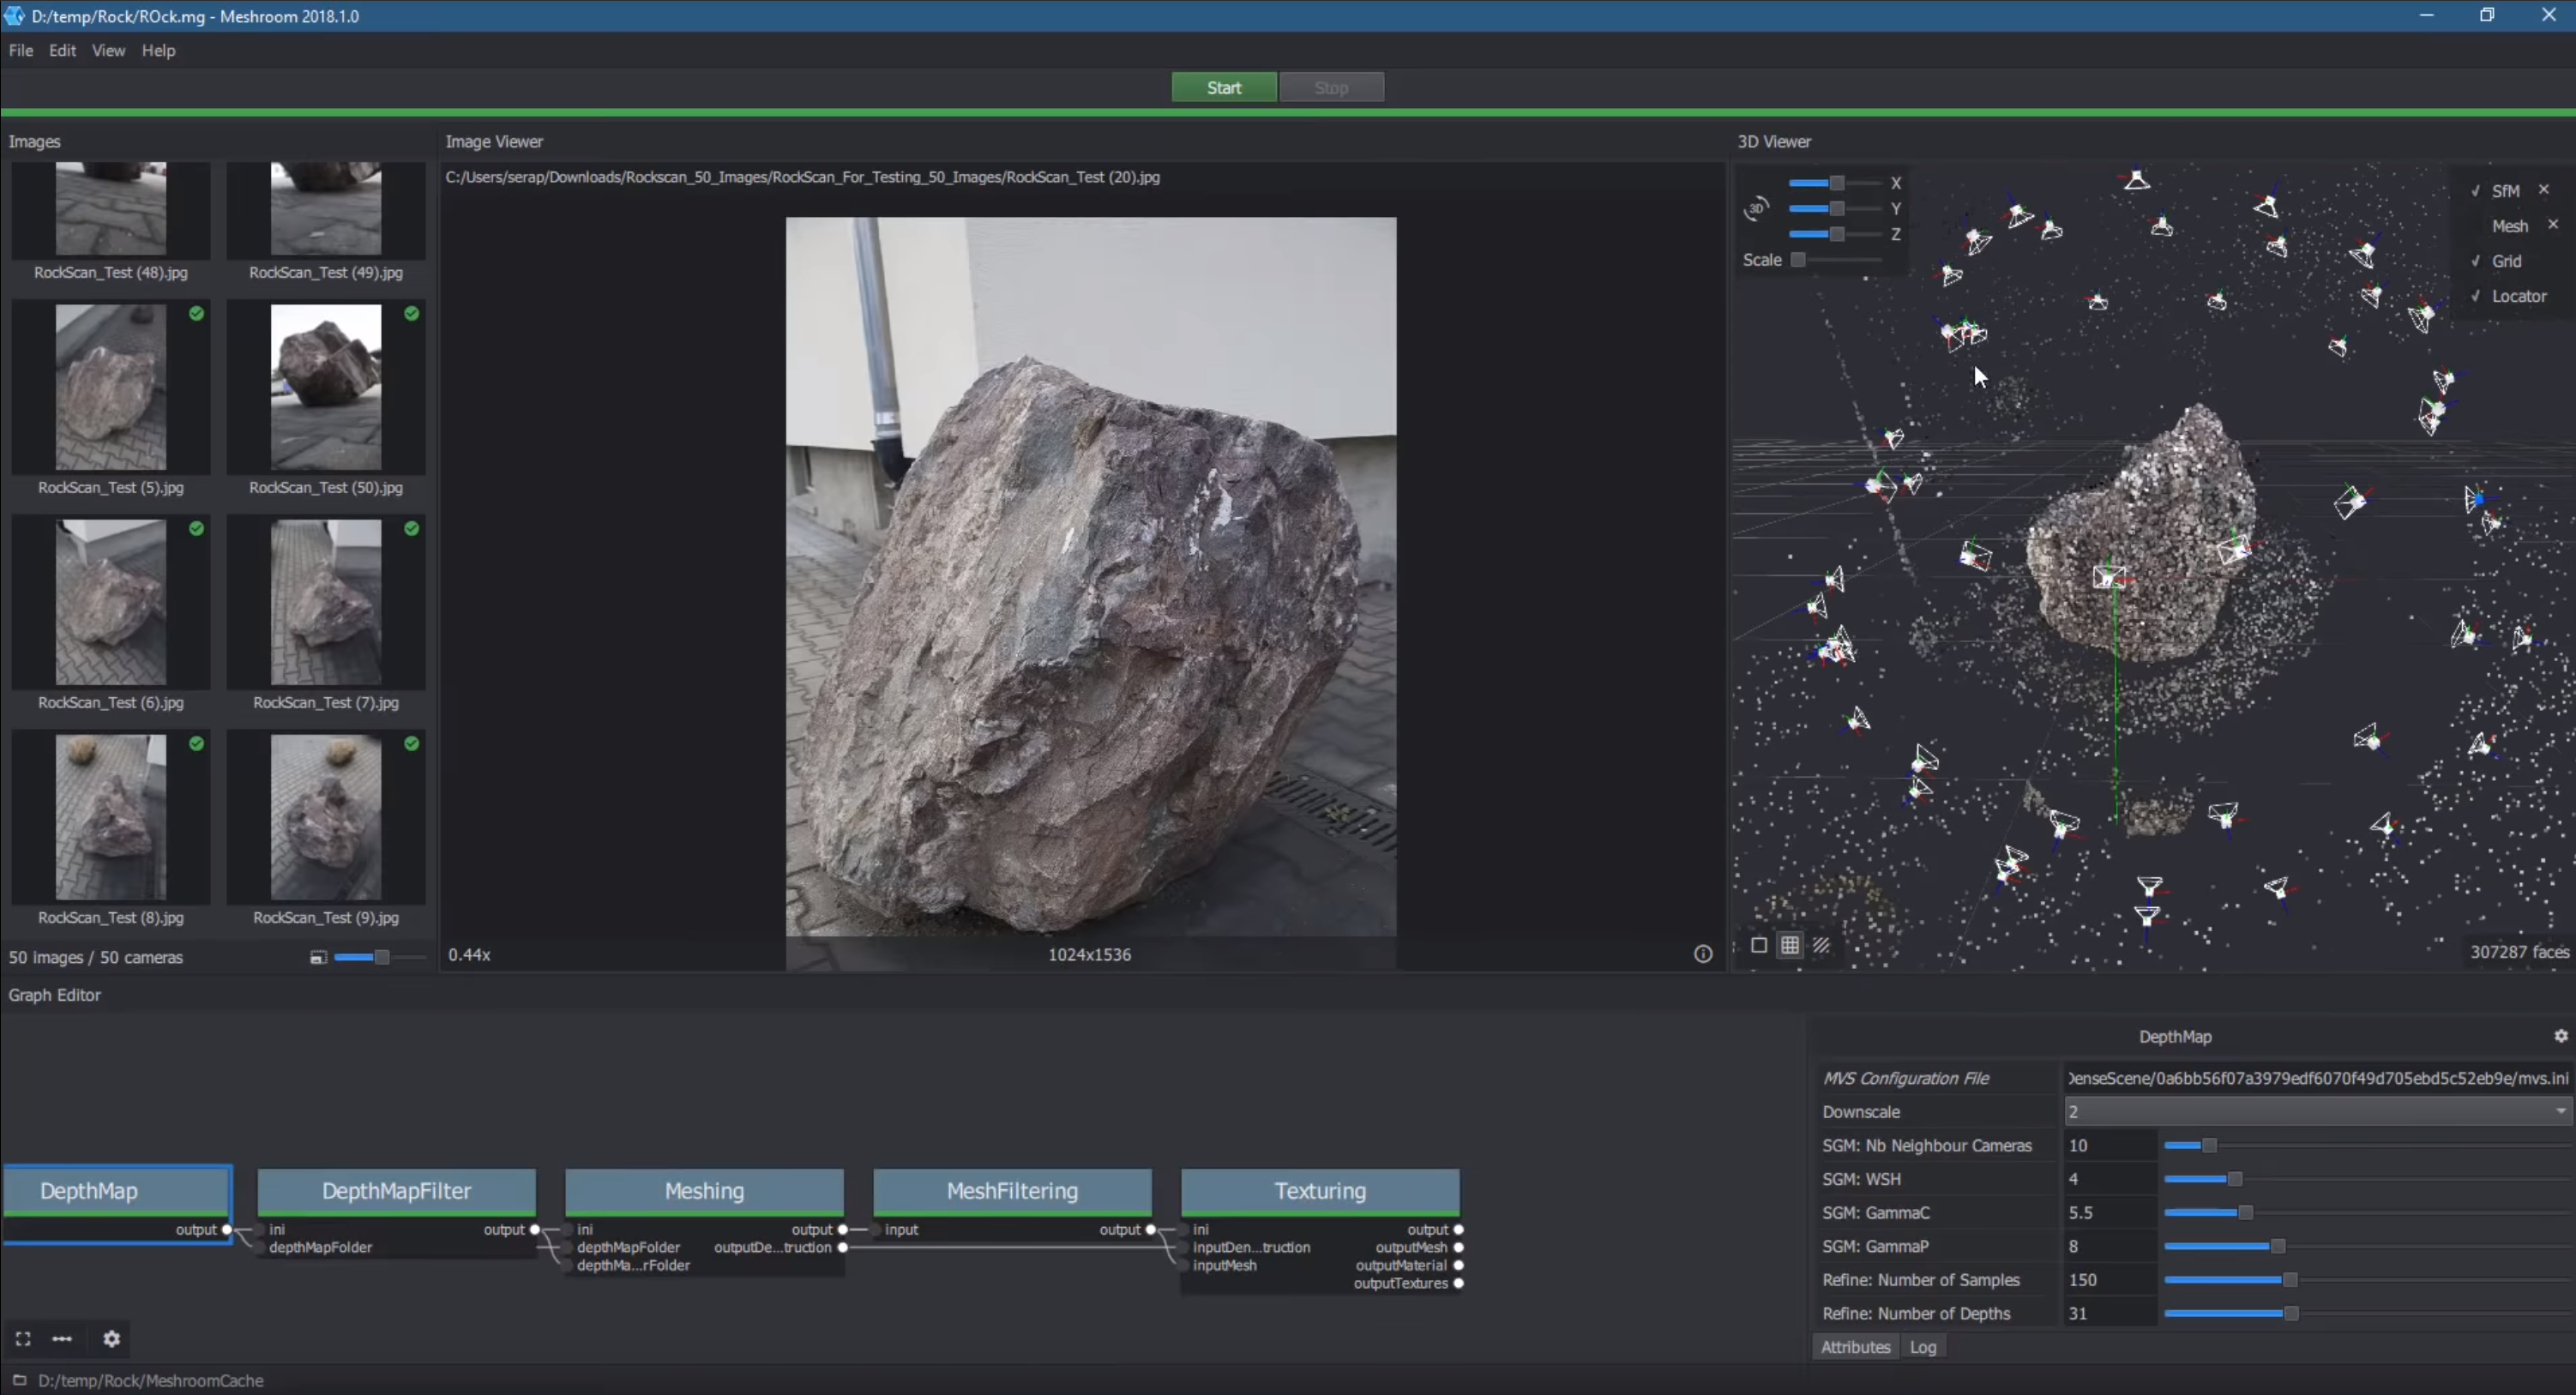 D:/temp/Rock/ROck.mg - Meshroom 2018.1.0
File Edit View Help
Start Stop
Images
RockScan_Test (48).jpg RockScan_Test (49).jpg
RockScan_Test (5).jpg RockScan_Test (50).jpg
RockScan_Test (6).jpg RockScan_Test (7).jpg
RockScan_Test (8).jpg RockScan_Test (9).jpg
50 images / 50 cameras
Image Viewer
C:/Users/serap/Downloads/Rockscan_50_Images/RockScan_For_Testing_50_Images/RockScan_Test (20).jpg
0.44x 1024x1536
3D Viewer
3D
X
Y
Z
Scale
SfM
Mesh
Grid
Locator
307287 faces
Graph Editor
DepthMap
output
DepthMapFilter
ini output
depthMapFolder
Meshing
ini output
depthMapFolder outputDe...truction
depthMa...rFolder
MeshFiltering
input output
Texturing
ini output
inputDen...truction outputMesh
inputMesh outputMaterial
outputTextures
DepthMap
MVS Configuration File DenseScene/0a6bb56f07a3979edf6070f49d705ebd5c52eb9e/mvs.ini
Downscale 2
SGM: Nb Neighbour Cameras 10
SGM: WSH 4
SGM: GammaC 5.5
SGM: GammaP 8
Refine: Number of Samples 150
Refine: Number of Depths 31
Attributes Log
D:/temp/Rock/MeshroomCache